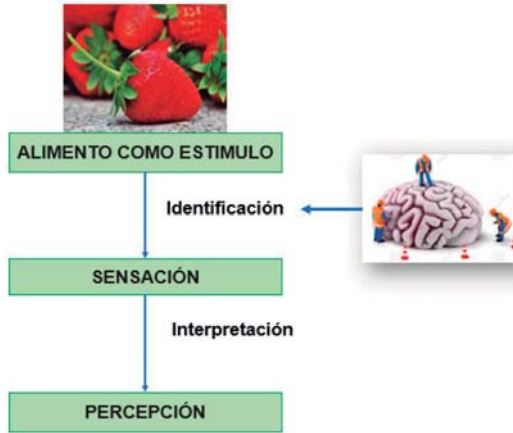 ALIMENTO COMO ESTIMULO
Identificación
SENSACIÓN
Interpretación
PERCEPCIÓN